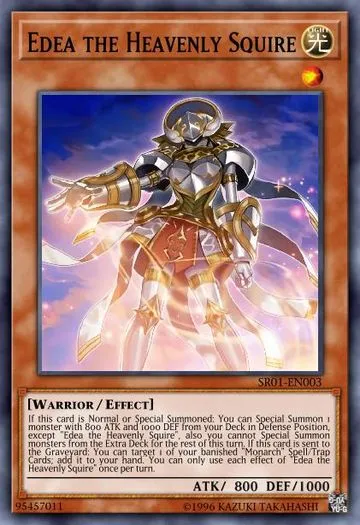 EDEA THE HEAVENLY SQUIRE
LIGHT
光
SR01-EN003
[WARRIOR / EFFECT]
If this card is Normal or Special Summoned: You can Special Summon 1
monster with 800 ATK and 1000 DEF from your Deck in Defense Position,
except "Edea the Heavenly Squire", also you cannot Special Summon
monsters from the Extra Deck for the rest of this turn. If this card is sent to
the Graveyard: You can target 1 of your banished "Monarch" Spell/Trap
Cards; add it to your hand. You can only use each effect of "Edea the
Heavenly Squire" once per turn.
ATK/ 800 DEF/ 1000
95457011
©1996 KAZUKI TAKAHASHI